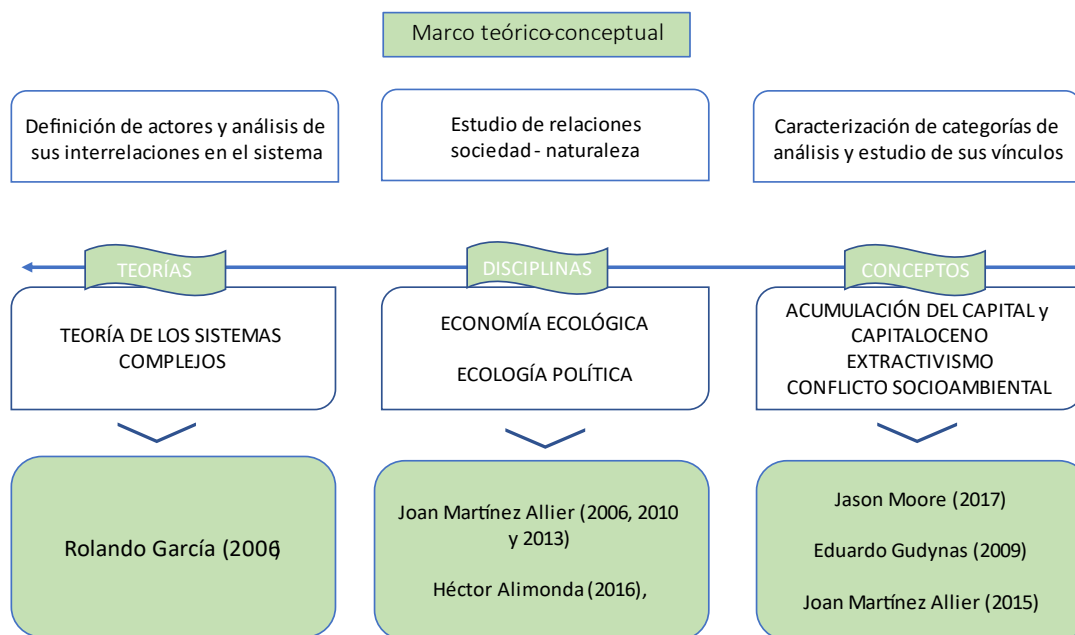 Marco teórico-conceptual
Definición de actores y análisis de
sus interrelaciones en el sistema
Estudio de relaciones
sociedad - naturaleza
Caracterización de categorías de
análisis y estudio de sus vínculos
TEORÍAS
DISCIPLINAS
CONCEPTOS
TEORÍA DE LOS SISTEMAS
COMPLEJOS
ECONOMÍA ECOLÓGICA
ECOLOGÍA POLÍTICA
ACUMULACIÓN DEL CAPITAL y
CAPITALOCENO
EXTRACTIVISMO
CONFLICTO SOCIOAMBIENTAL
Rolando García (2006)
Joan Martínez Allier (2006, 2010
y 2013)
Héctor Alimonda (2016),
Jason Moore (2017)
Eduardo Gudynas (2009)
Joan Martínez Allier (2015)